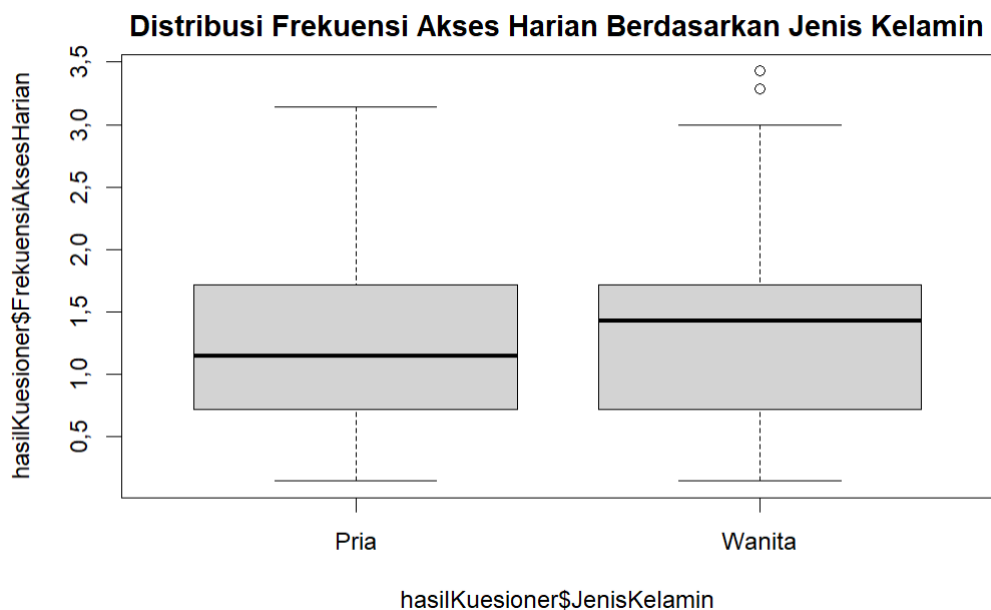 Distribusi Frekuensi Akses Harian Berdasarkan Jenis Kelamin
hasilKuesioner$FrekuensiAksesHarian
3,5
3,0
2,5
2,0
1,5
1,0
0,5
Pria
Wanita
hasilKuesioner$JenisKelamin